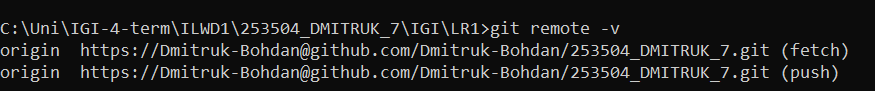 C:\Uni\IGI-4-term\ILWD1\253504_DMITRUK_7\IGI\LR1>git remote -v
origin  https://Dmitruk-Bohdan@github.com/Dmitruk-Bohdan/253504_DMITRUK_7.git (fetch)
origin  https://Dmitruk-Bohdan@github.com/Dmitruk-Bohdan/253504_DMITRUK_7.git (push)